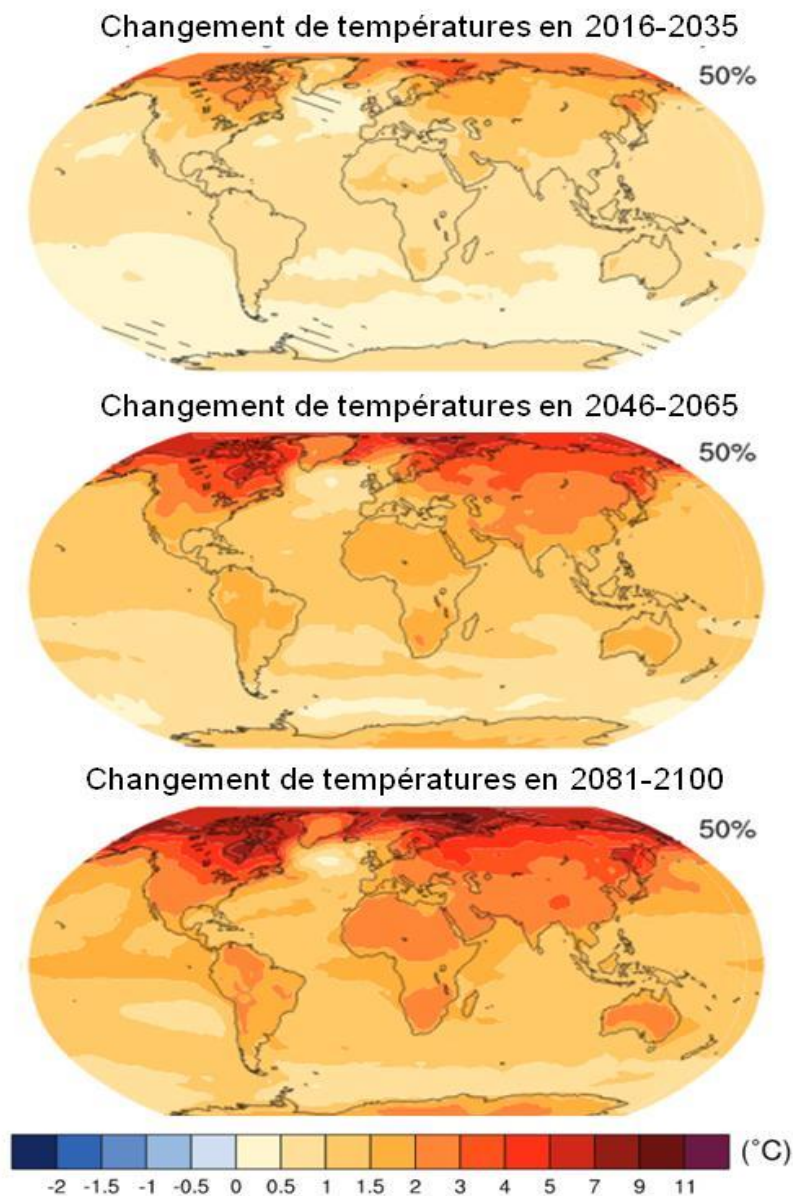 Changement de températures en 2016-2035
50%
Changement de températures en 2046-2065
50%
Changement de températures en 2081-2100
50%
(°C)
-2 -1.5 -1 -0.5 0 0.5 1 1.5 2 3 4 5 7 9 11